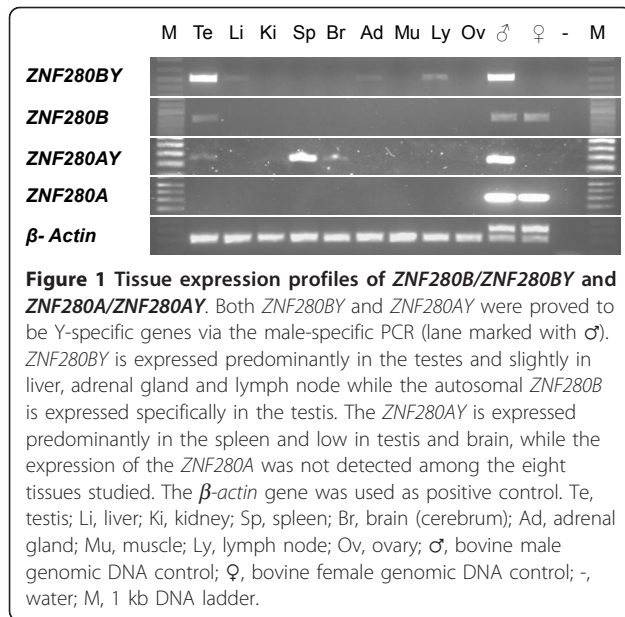 M Te Li Ki Sp Br Ad Mu Ly Ov ♂ ♀ - M
ZNF280BY
ZNF280B
ZNF280AY
ZNF280A
β- Actin
Figure 1 Tissue expression profiles of ZNF280B/ZNF280BY and
ZNF280A/ZNF280AY. Both ZNF280BY and ZNF280AY were proved to
be Y-specific genes via the male-specific PCR (lane marked with ♂).
ZNF280BY is expressed predominantly in the testes and slightly in
liver, adrenal gland and lymph node while the autosomal ZNF280B
is expressed specifically in the testis. The ZNF280AY is expressed
predominantly in the spleen and low in testis and brain, while the
expression of the ZNF280A was not detected among the eight
tissues studied. The β-actin gene was used as positive control. Te,
testis; Li, liver; Ki, kidney; Sp, spleen; Br, brain (cerebrum); Ad, adrenal
gland; Mu, muscle; Ly, lymph node; Ov, ovary; ♂, bovine male
genomic DNA control; ♀, bovine female genomic DNA control; -,
water; M, 1 kb DNA ladder.